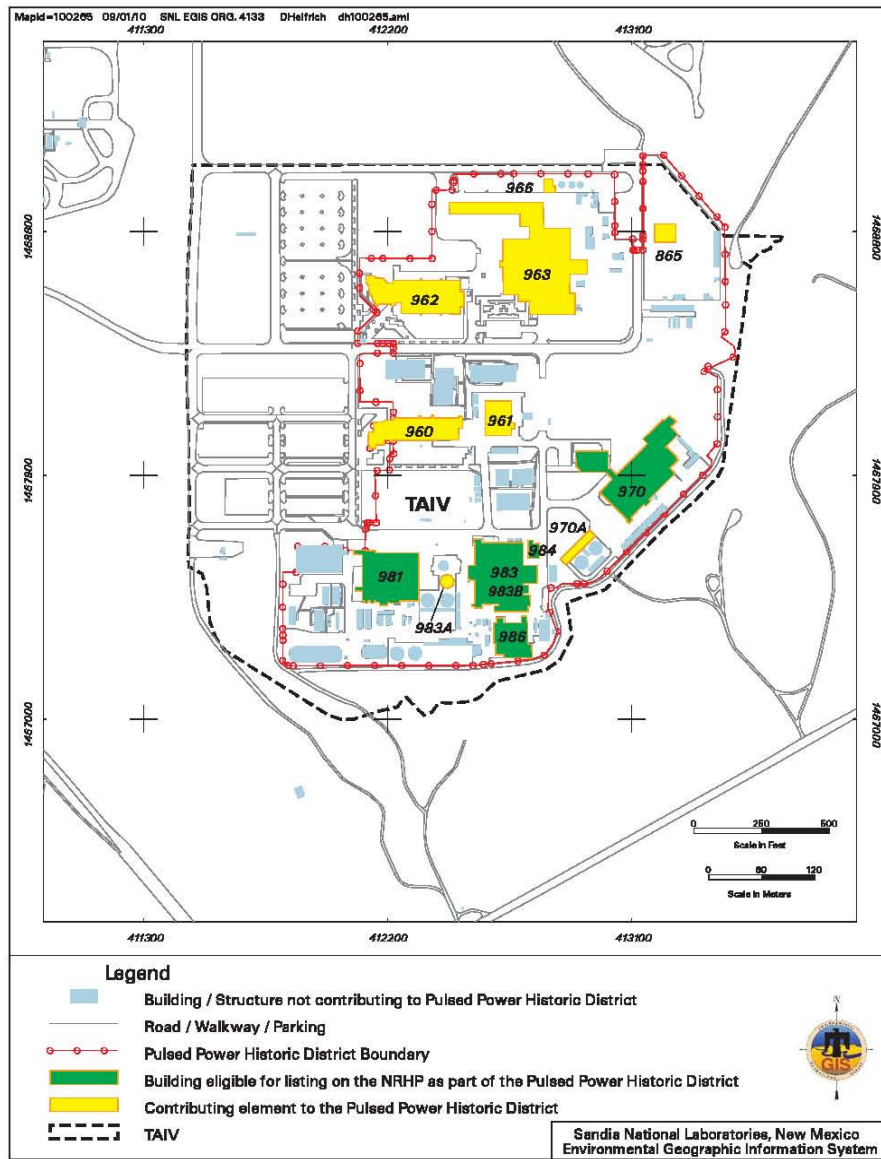 MapId=100265 09/01/10 SNL EGIS ORG. 4133 DHelfrich dh100265.aml
411300 412200 413100
966
1468800 865 1468800
963
962
961
960
1467900 970 1467900
TAIV
970A
984
981 983
983B
983A 986
1467000 1467000
0 250 500
Scale in Feet
0 60 120
Scale in Meters
411300 412200 413100
Legend
Building / Structure not contributing to Pulsed Power Historic District
Road / Walkway / Parking
Pulsed Power Historic District Boundary
Building eligible for listing on the NRHP as part of the Pulsed Power Historic District
Contributing element to the Pulsed Power Historic District
TAIV
N
GIS
Sandia National Laboratories, New Mexico
Environmental Geographic Information System